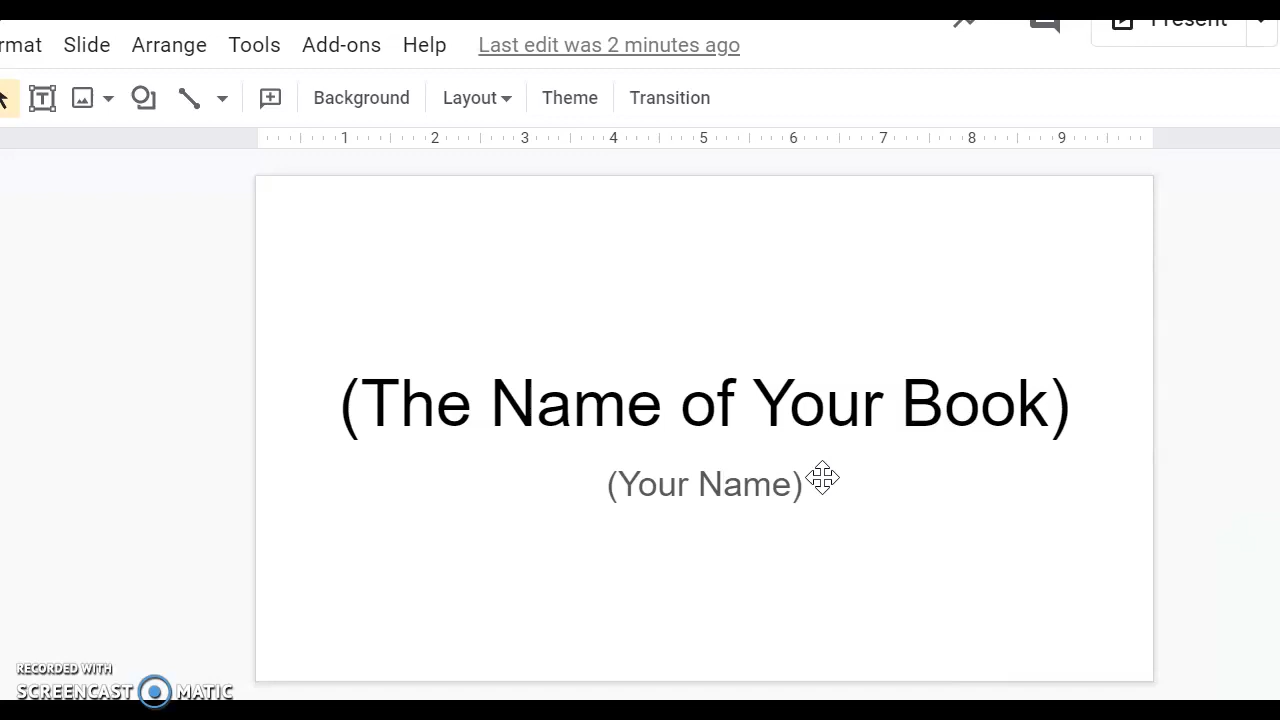 rmat Slide Arrange Tools Add-ons Help Last edit was 2 minutes ago Present
Background Layout Theme Transition
1 2 3 4 5 6 7 8 9
(The Name of Your Book)
(Your Name)
RECORDED WITH
SCREENCAST MATIC